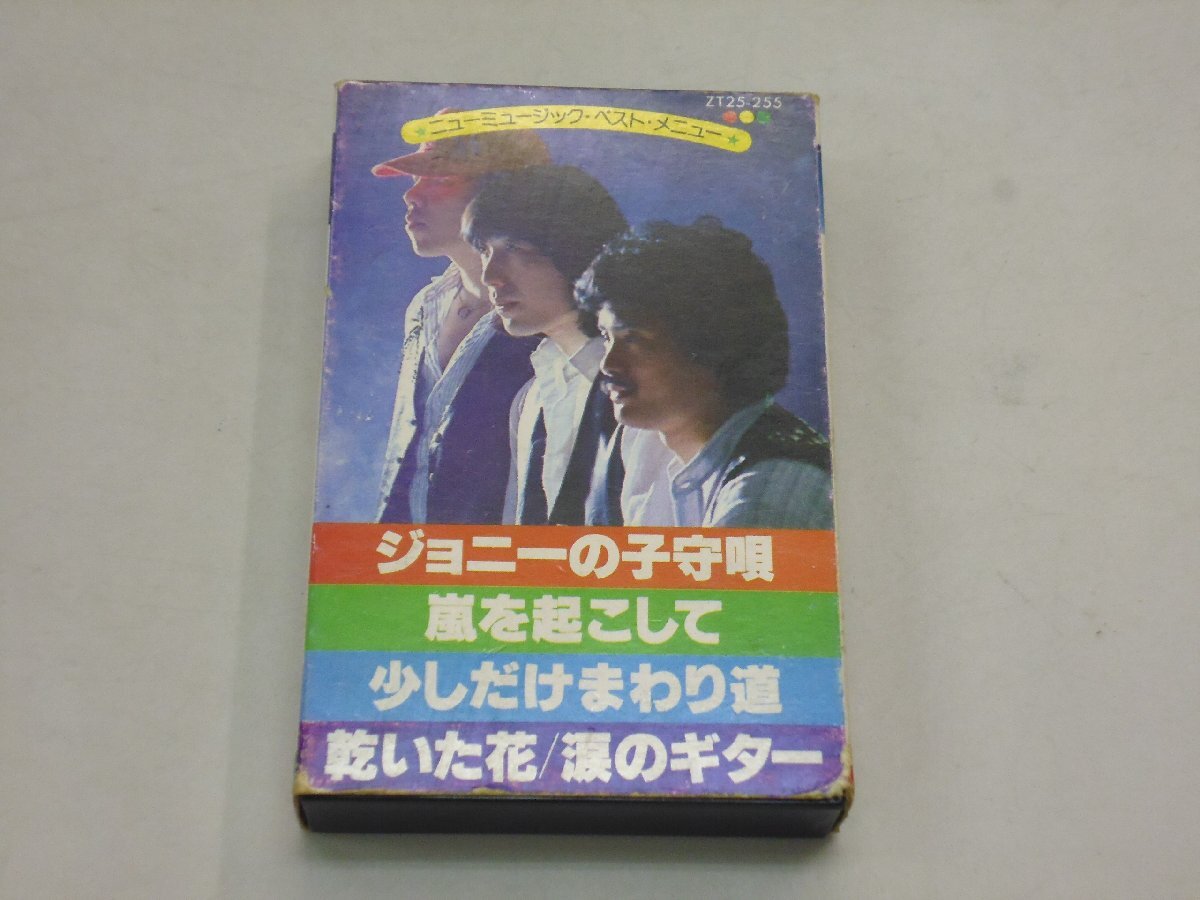 ZT25-255
ニューミュージック・ベスト・メニュー
ジョニーの子守唄
嵐を起こして
少しだけまわり道
乾いた花/涙のギター